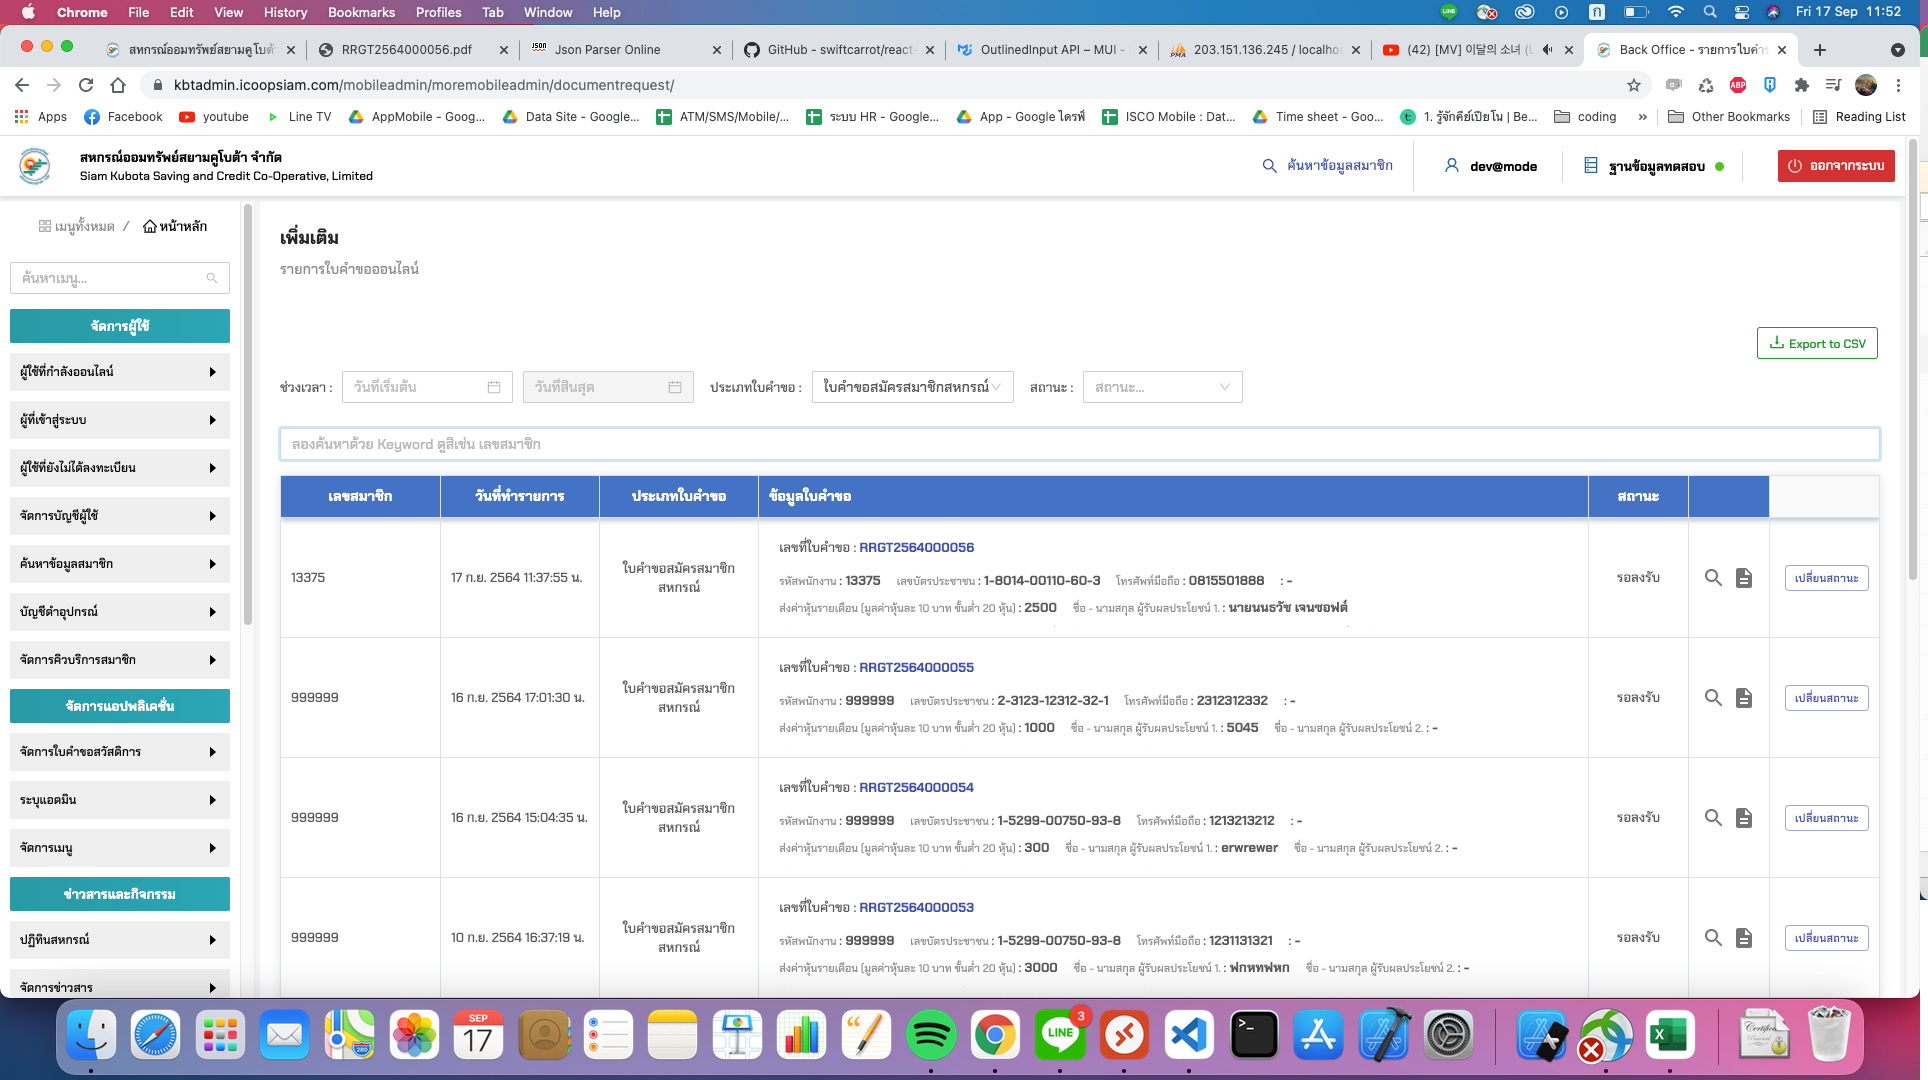 Chrome File Edit View History Bookmarks Profiles Tab Window Help Fri 17 Sep 11:52
สหกรณ์ออมทรัพย์สยามคูโบต้า RRGT2564000056.pdf Json Parser Online GitHub - swiftcarrot/react- OutlinedInput API – MUI - 203.151.136.245 / localho (42) [MV] 이달의 소녀 (L Back Office - รายการใบคำข
kbtadmin.icoopsiam.com/mobileadmin/moremobileadmin/documentrequest/
Apps Facebook youtube Line TV AppMobile - Goog... Data Site - Google... ATM/SMS/Mobile/... ระบบ HR - Google... App - Google ไดรฟ์ ISCO Mobile : Dat... Time sheet - Goo... 1. รู้จักคีย์เปียโน | Be... coding » Other Bookmarks Reading List
สหกรณ์ออมทรัพย์สยามคูโบต้า จำกัด
Siam Kubota Saving and Credit Co-Operative, Limited
ค้นหาข้อมูลสมาชิก dev@mode ฐานข้อมูลทดสอบ ออกจากระบบ
เมนูทั้งหมด / หน้าหลัก
ค้นหาเมนู...
จัดการผู้ใช้
ผู้ใช้ที่กำลังออนไลน์
ผู้ที่เข้าสู่ระบบ
ผู้ใช้ที่ยังไม่ได้ลงทะเบียน
จัดการบัญชีผู้ใช้
ค้นหาข้อมูลสมาชิก
บัญชีดำอุปกรณ์
จัดการคิวบริการสมาชิก
จัดการแอปพลิเคชั่น
จัดการใบคำขอสวัสดิการ
ระบุแอดมิน
จัดการเมนู
ข่าวสารและกิจกรรม
ปฏิทินสหกรณ์
จัดการข่าวสาร
เพิ่มเติม
รายการใบคำขอออนไลน์
Export to CSV
ช่วงเวลา : วันที่เริ่มต้น วันที่สิ้นสุด ประเภทใบคำขอ : ใบคำขอสมัครสมาชิกสหกรณ์ สถานะ : สถานะ...
ลองค้นหาด้วย Keyword ดูสิเช่น เลขสมาชิก
เลขสมาชิก วันที่ทำรายการ ประเภทใบคำขอ ข้อมูลใบคำขอ สถานะ
13375 17 ก.ย. 2564 11:37:55 น. ใบคำขอสมัครสมาชิกสหกรณ์
เลขที่ใบคำขอ : RRGT2564000056
รหัสพนักงาน : 13375 เลขบัตรประชาชน : 1-8014-00110-60-3 โทรศัพท์มือถือ : 0815501888 : -
ส่งค่าหุ้นรายเดือน (มูลค่าหุ้นละ 10 บาท ขั้นต่ำ 20 หุ้น) : 2500 ชื่อ - นามสกุล ผู้รับผลประโยชน์ 1. : นายนนธวัช เจนซอฟต์
รอลงรับ เปลี่ยนสถานะ
999999 16 ก.ย. 2564 17:01:30 น. ใบคำขอสมัครสมาชิกสหกรณ์
เลขที่ใบคำขอ : RRGT2564000055
รหัสพนักงาน : 999999 เลขบัตรประชาชน : 2-3123-12312-32-1 โทรศัพท์มือถือ : 2312312332 : -
ส่งค่าหุ้นรายเดือน (มูลค่าหุ้นละ 10 บาท ขั้นต่ำ 20 หุ้น) : 1000 ชื่อ - นามสกุล ผู้รับผลประโยชน์ 1. : 5045 ชื่อ - นามสกุล ผู้รับผลประโยชน์ 2. : -
รอลงรับ เปลี่ยนสถานะ
999999 16 ก.ย. 2564 15:04:35 น. ใบคำขอสมัครสมาชิกสหกรณ์
เลขที่ใบคำขอ : RRGT2564000054
รหัสพนักงาน : 999999 เลขบัตรประชาชน : 1-5299-00750-93-8 โทรศัพท์มือถือ : 1213213212 : -
ส่งค่าหุ้นรายเดือน (มูลค่าหุ้นละ 10 บาท ขั้นต่ำ 20 หุ้น) : 300 ชื่อ - นามสกุล ผู้รับผลประโยชน์ 1. : erwrewer ชื่อ - นามสกุล ผู้รับผลประโยชน์ 2. : -
รอลงรับ เปลี่ยนสถานะ
999999 10 ก.ย. 2564 16:37:19 น. ใบคำขอสมัครสมาชิกสหกรณ์
เลขที่ใบคำขอ : RRGT2564000053
รหัสพนักงาน : 999999 เลขบัตรประชาชน : 1-5299-00750-93-8 โทรศัพท์มือถือ : 1231131321 : -
ส่งค่าหุ้นรายเดือน (มูลค่าหุ้นละ 10 บาท ขั้นต่ำ 20 หุ้น) : 3000 ชื่อ - นามสกุล ผู้รับผลประโยชน์ 1. : ฟกหทฟหก ชื่อ - นามสกุล ผู้รับผลประโยชน์ 2. : -
รอลงรับ เปลี่ยนสถานะ
SEP 17
LINE 3